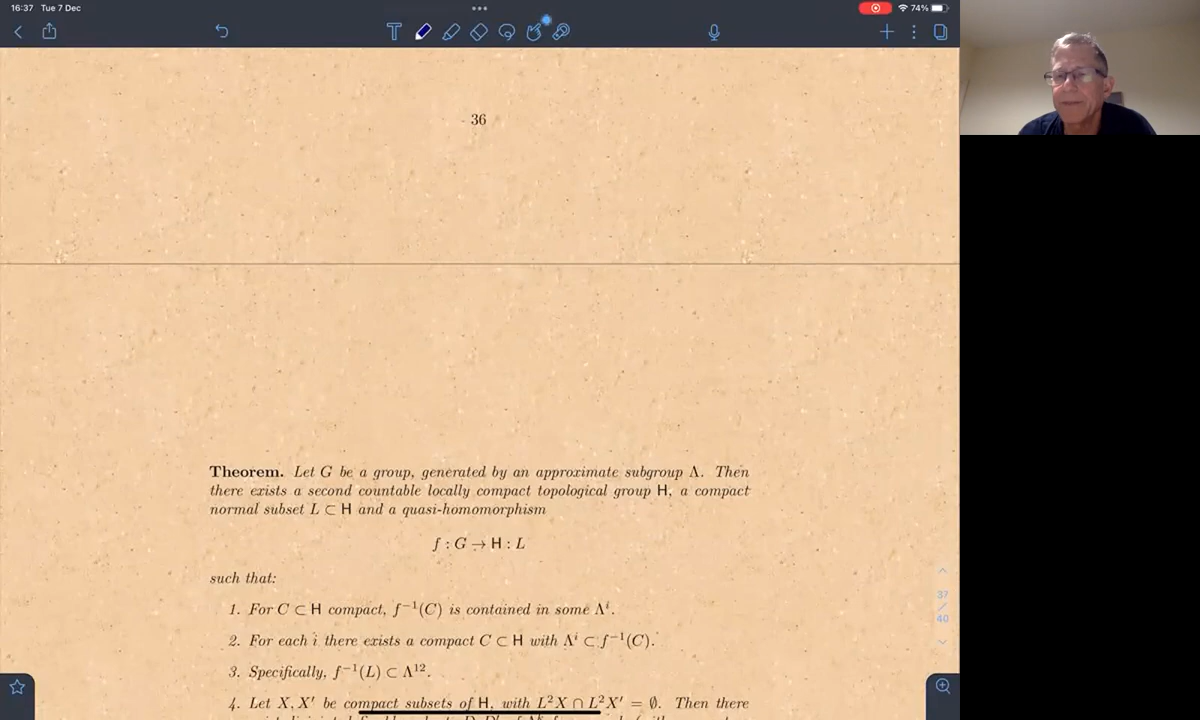 16:37 Tue 7 Dec
74%
36
Theorem. Let G be a group, generated by an approximate subgroup Λ. Then
there exists a second countable locally compact topological group H, a compact
normal subset L ⊂ H and a quasi-homomorphism
f : G → H : L
such that:
1. For C ⊂ H compact, f⁻¹(C) is contained in some Λⁱ.
2. For each i there exists a compact C ⊂ H with Λⁱ ⊂ f⁻¹(C).
3. Specifically, f⁻¹(L) ⊂ Λ¹².
4. Let X, X′ be compact subsets of H, with L²X ∩ L²X′ = ∅. Then there
37
/
40